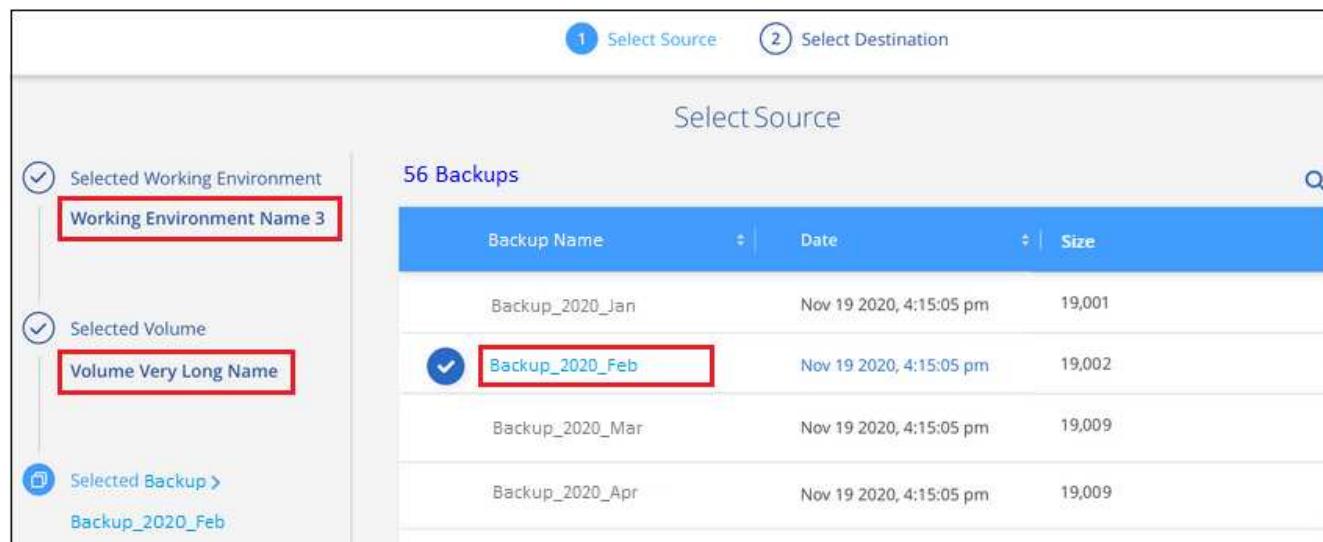 1 Select Source 2 Select Destination
Select Source
Selected Working Environment
Working Environment Name 3
Selected Volume
Volume Very Long Name
Selected Backup >
Backup_2020_Feb
56 Backups
Backup Name Date Size
Backup_2020_Jan Nov 19 2020, 4:15:05 pm 19,001
Backup_2020_Feb Nov 19 2020, 4:15:05 pm 19,002
Backup_2020_Mar Nov 19 2020, 4:15:05 pm 19,009
Backup_2020_Apr Nov 19 2020, 4:15:05 pm 19,009